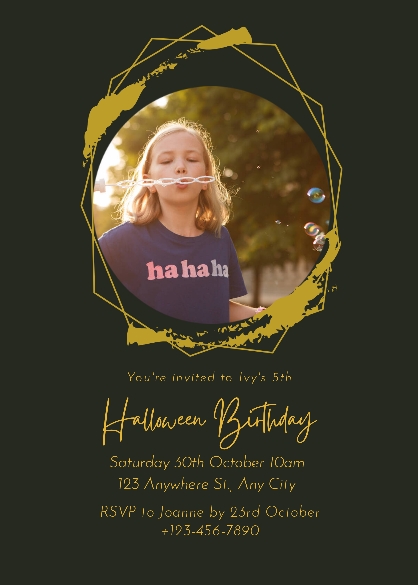 hahaha
You're invited to Ivy's 5th
Halloween Birthday
Saturday 30th October 10am
123 Anywhere St., Any City
RSVP to Joanne by 23rd October
+123-456-7890